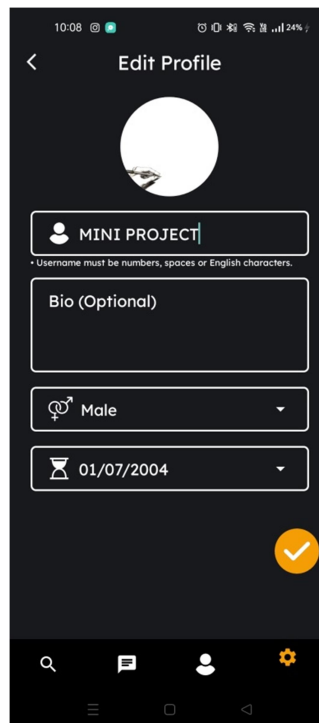 10:08 24%
Edit Profile
MINI PROJECT
• Username must be numbers, spaces or English characters.
Bio (Optional)
Male
01/07/2004